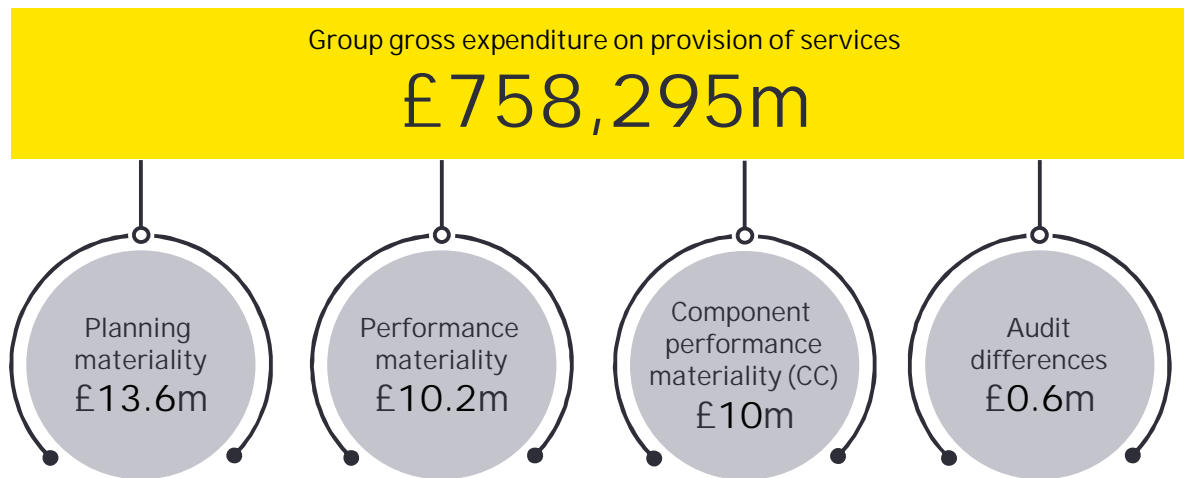 Group gross expenditure on provision of services
£758,295m
Planning
materiality
£13.6m
Performance
materiality
£10.2m
Component
performance
materiality (CC)
£10m
Audit
differences
£0.6m